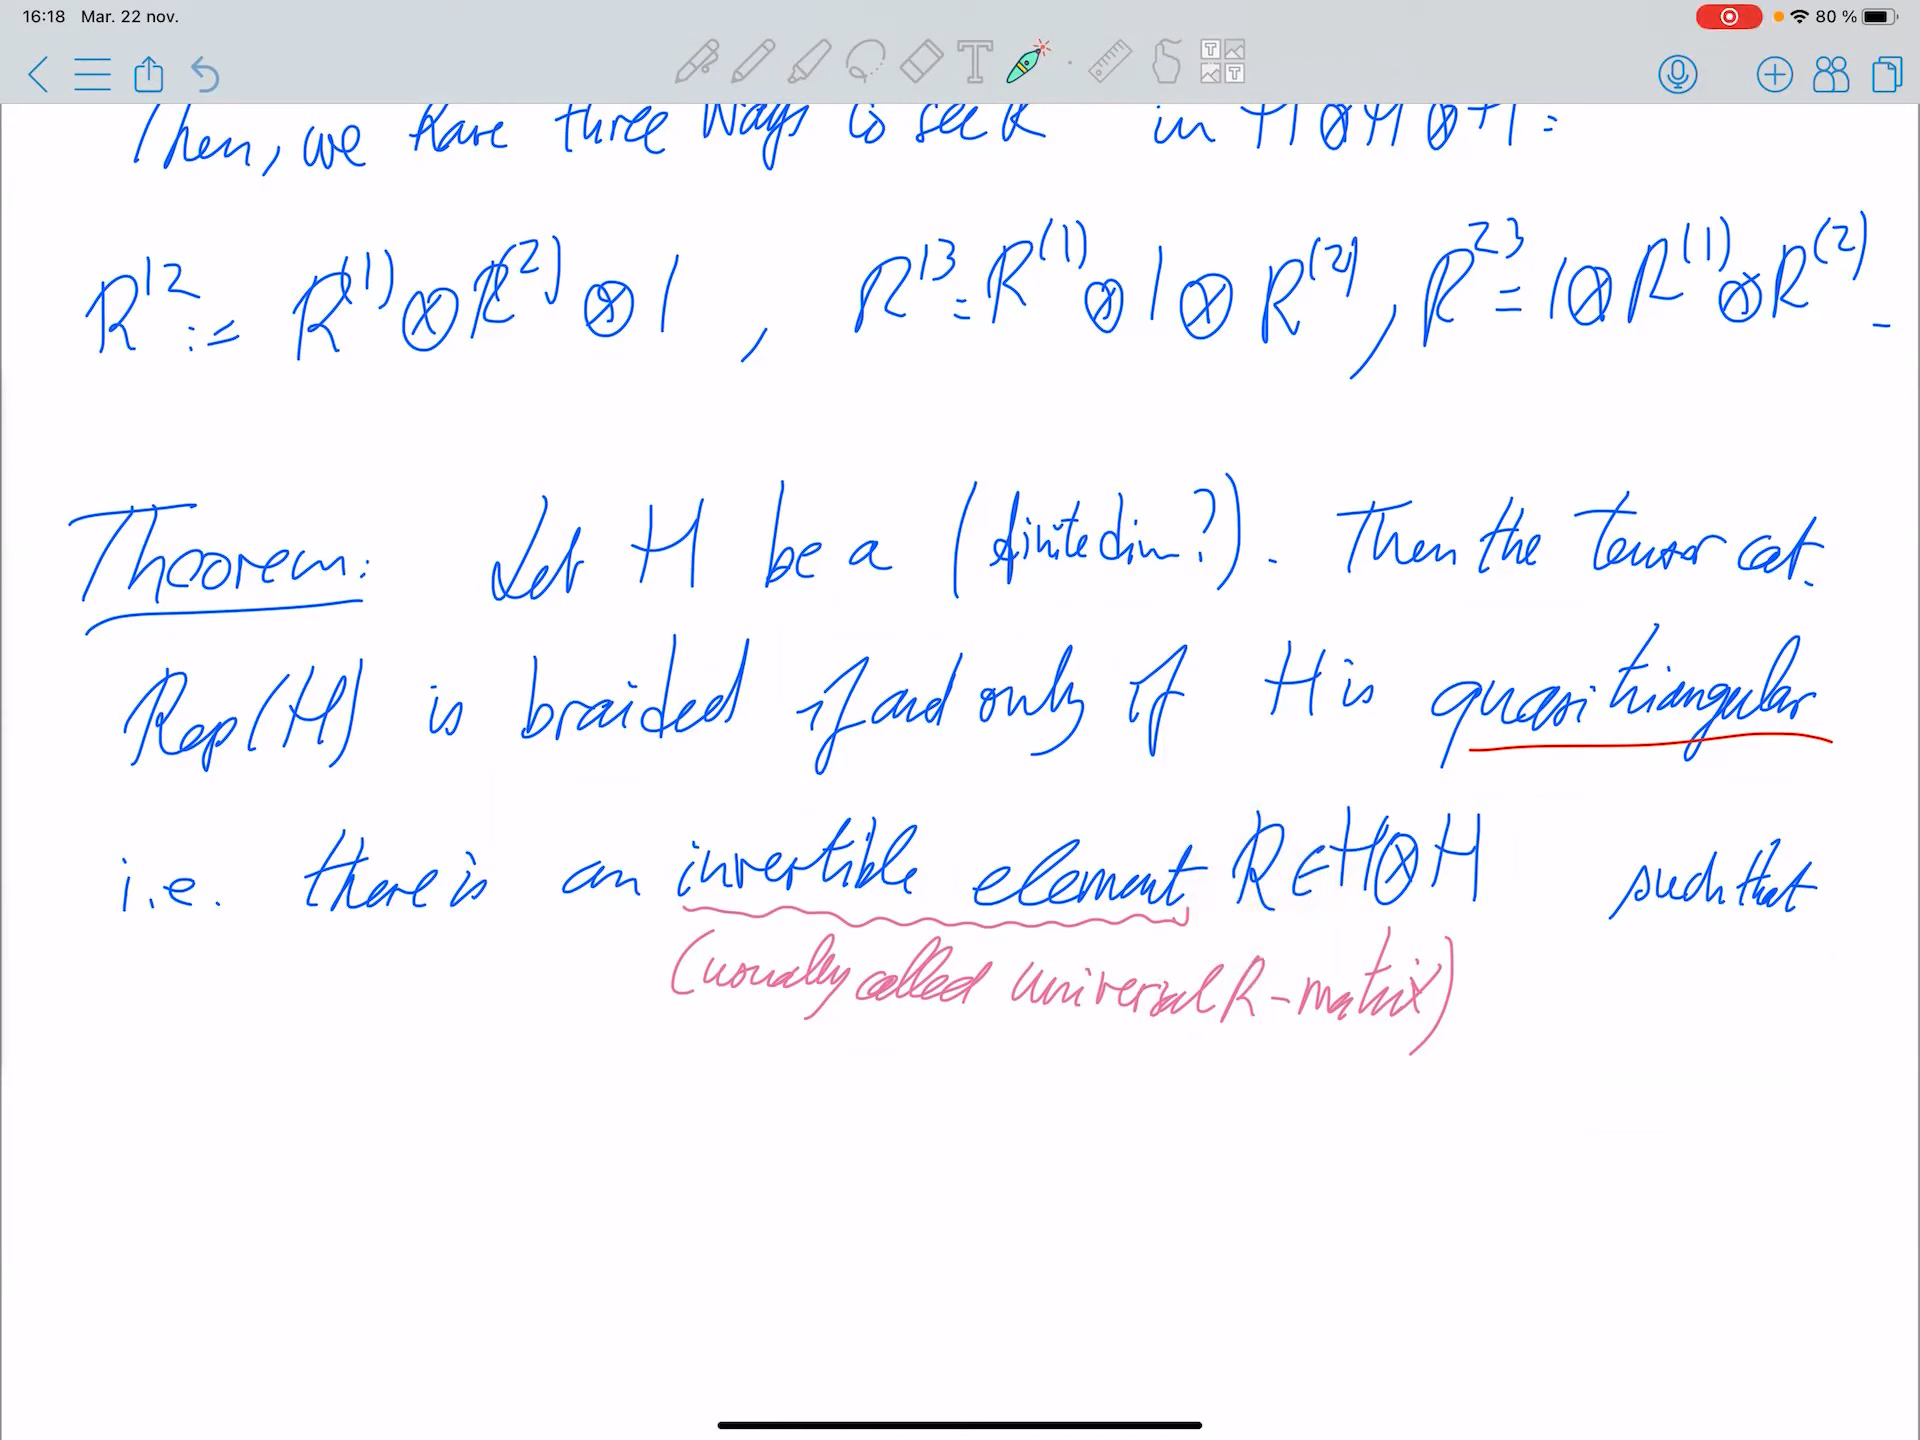 16:18 Mar. 22 nov. 80 %
Then, we have three ways to see R in H⊗H⊗H:
R¹² := R⁽¹⁾⊗R⁽²⁾⊗1 , R¹³ = R⁽¹⁾⊗1⊗R⁽²⁾, R²³ = 1⊗R⁽¹⁾⊗R⁽²⁾.
Theorem: Let H be a (finite dim?). Then the tensor cat.
Rep(H) is braided if and only if H is quasitriangular
i.e. there is an invertible element R∈H⊗H such that
(usually called universal R-matrix)